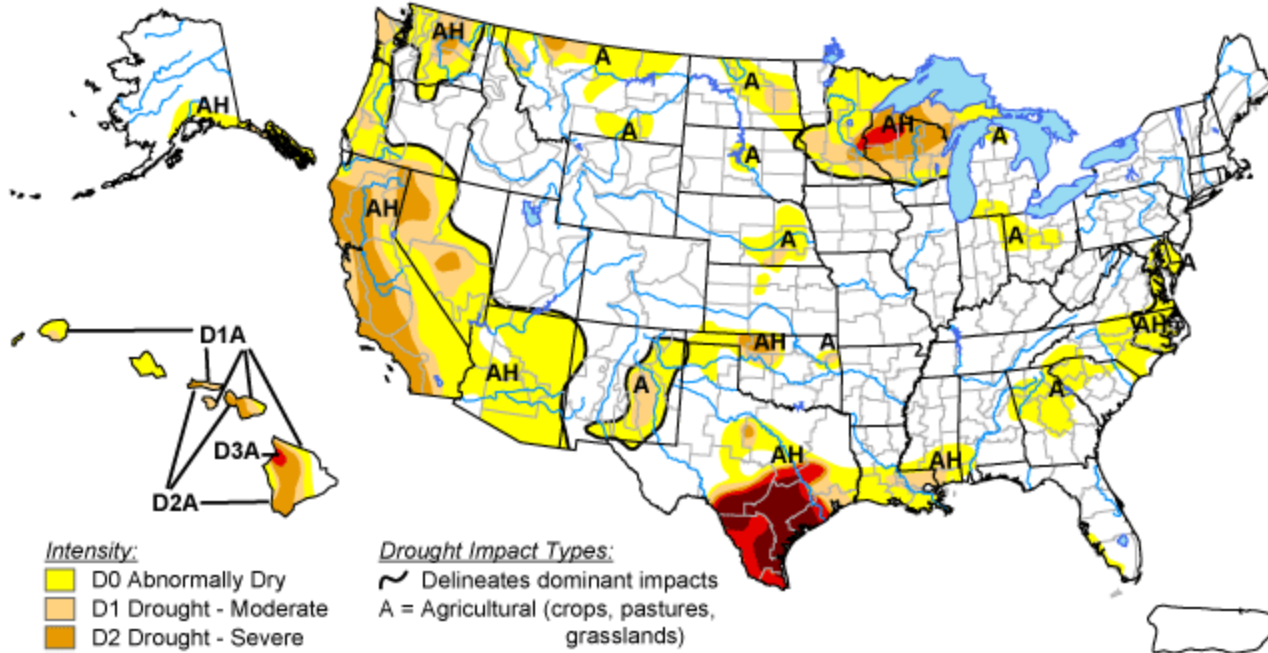 AH
A
A
AH
AH
A
A
A
AH
A
A
A
AH
D1A
AH
A
AH
A
A
AH
D3A
AH
D2A
Intensity:
D0 Abnormally Dry
D1 Drought - Moderate
D2 Drought - Severe
Drought Impact Types:
Delineates dominant impacts
A = Agricultural (crops, pastures,
grasslands)